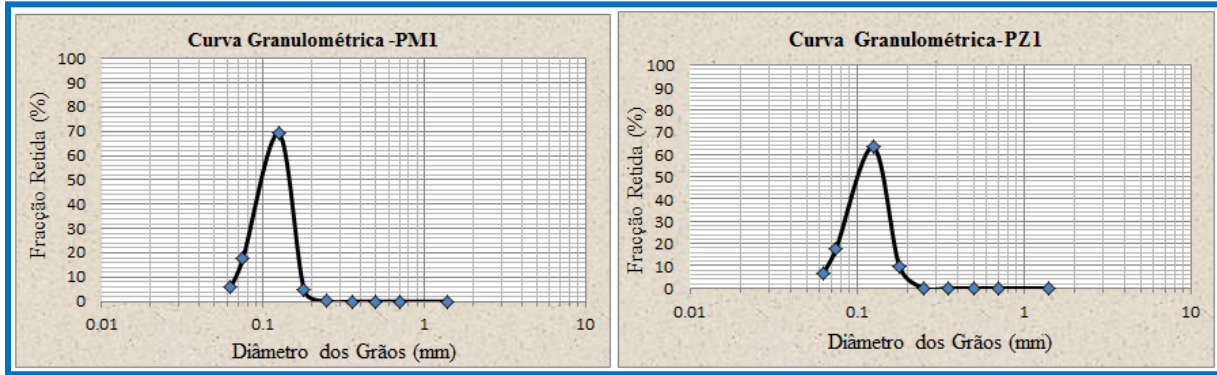 Curva Granulométrica -PM1
Fracção Retida (%)
100
90
80
70
60
50
40
30
20
10
0
0.01 0.1 1 10
Diâmetro dos Grãos (mm)
Curva Granulométrica-PZ1
Fracção Retida (%)
100
90
80
70
60
50
40
30
20
10
0
0.01 0.1 1 10
Diâmetro dos Grãos (mm)